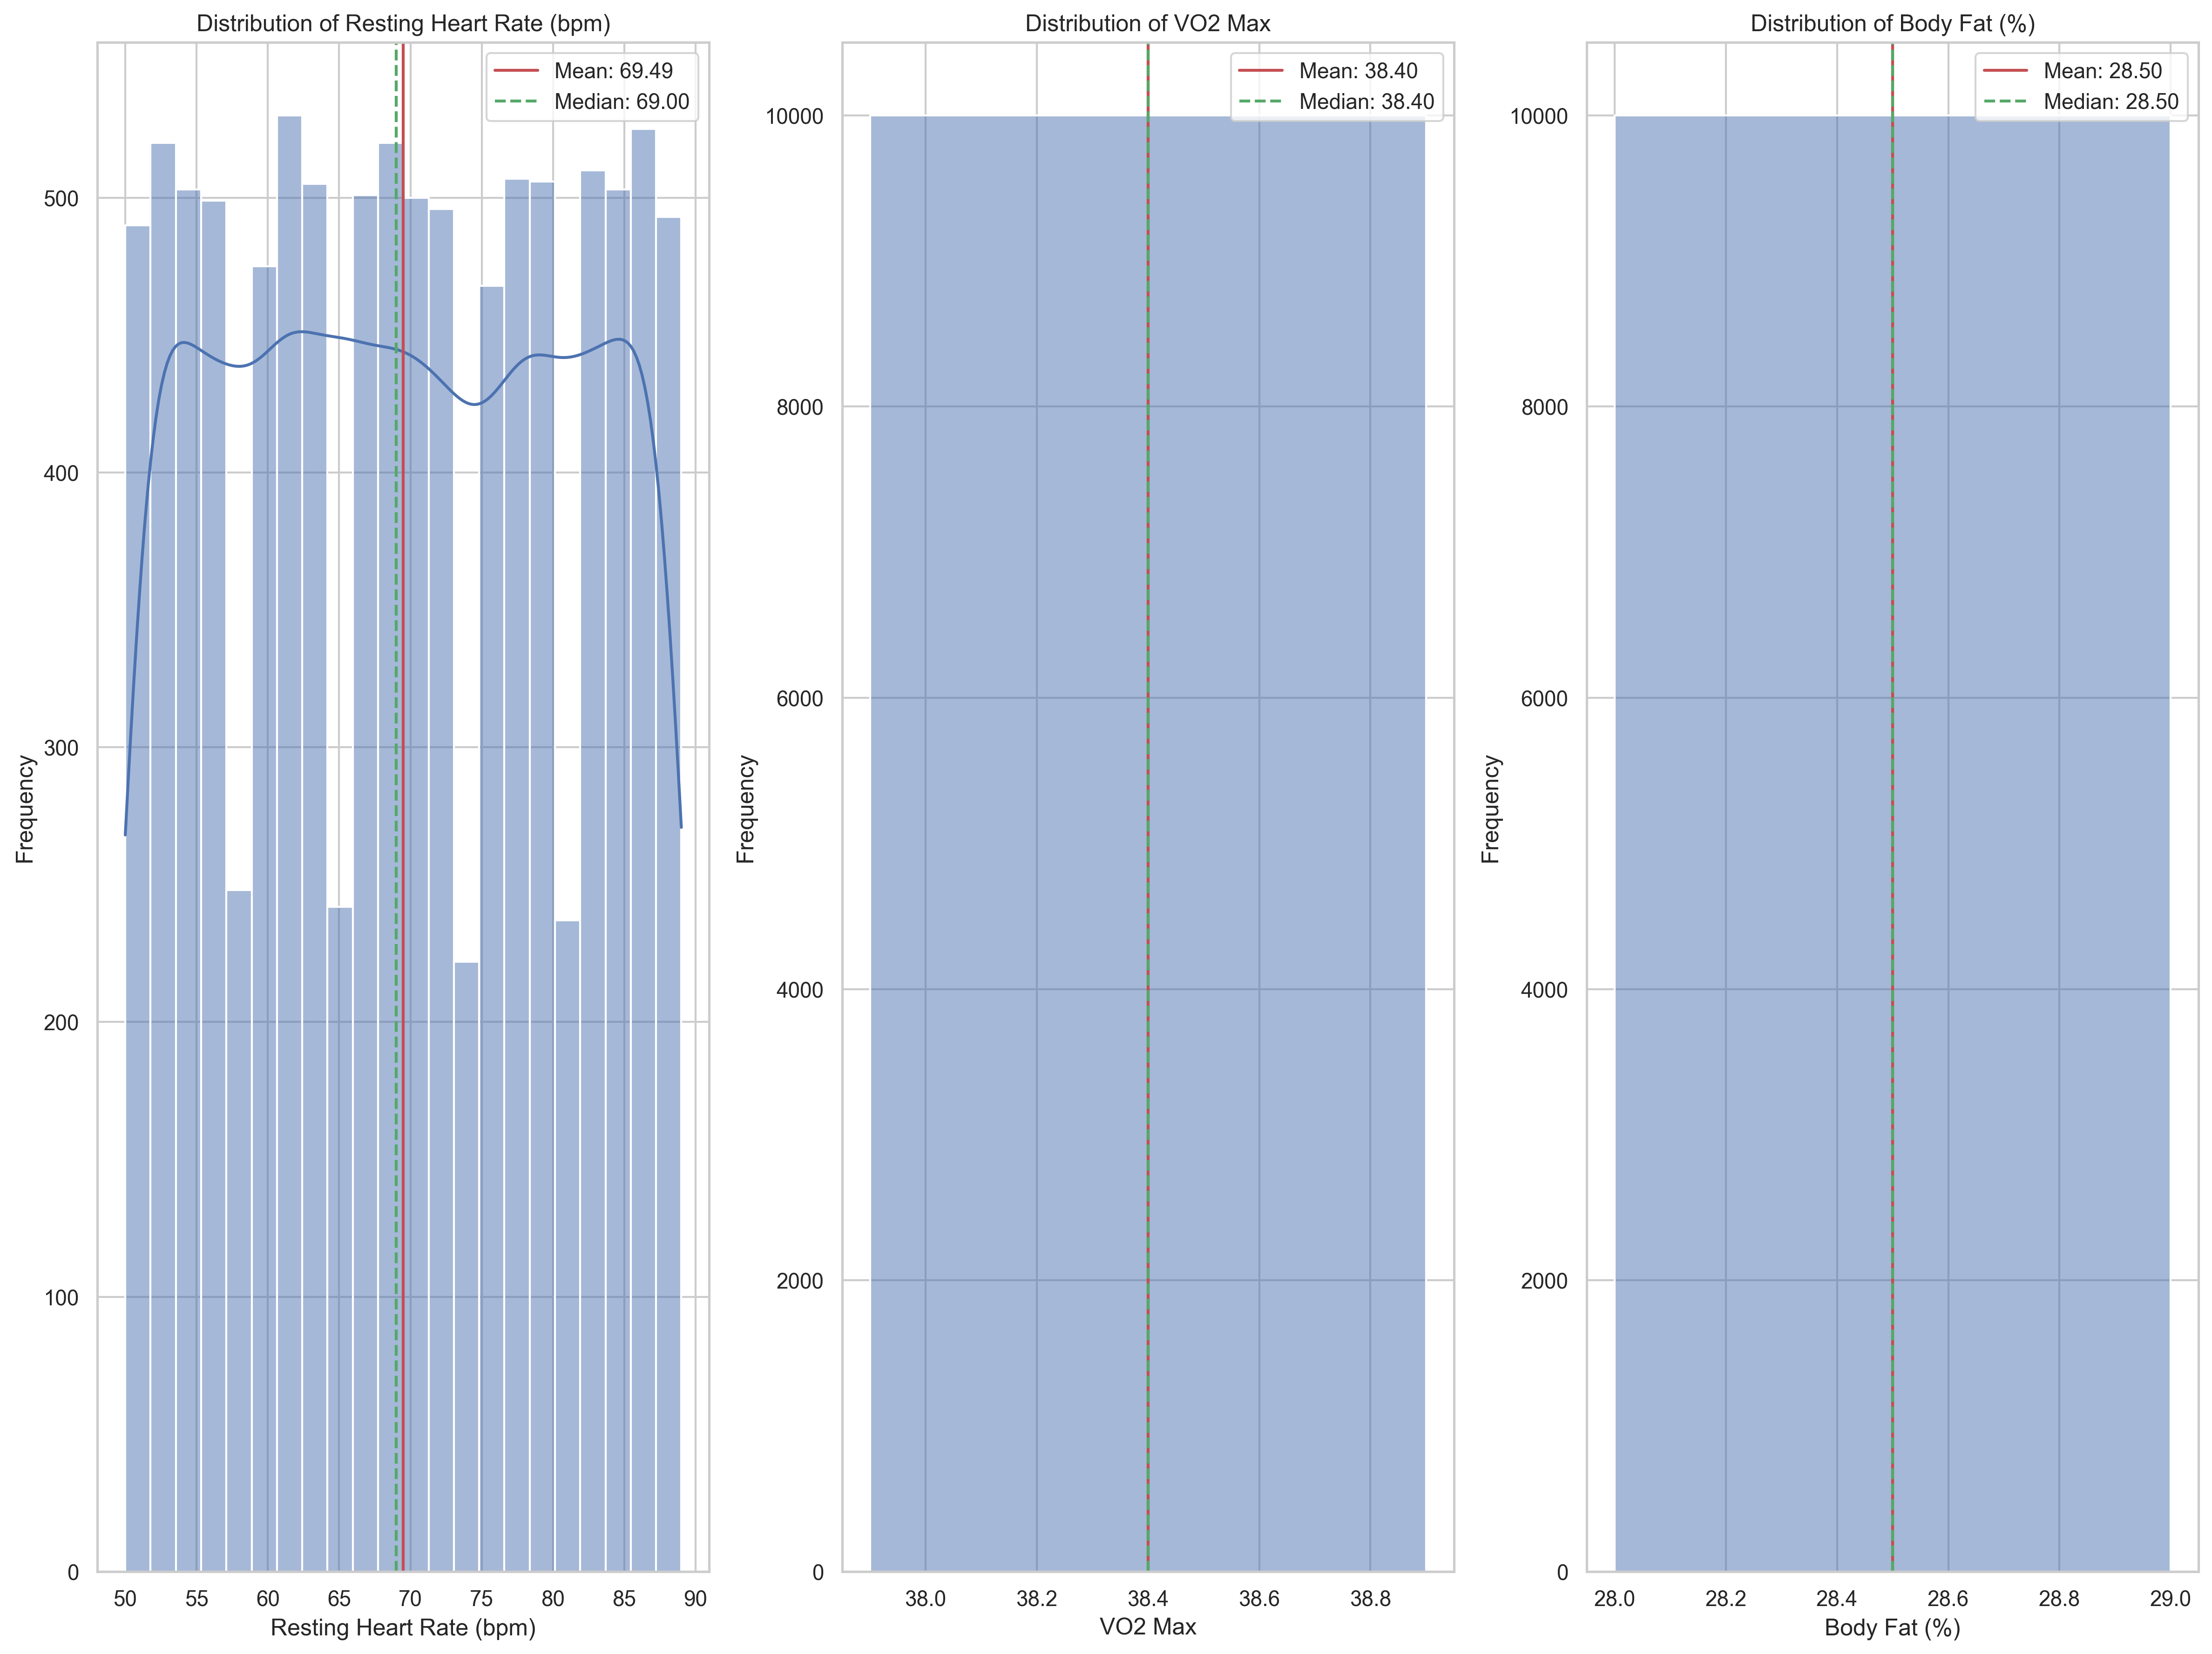 Distribution of Resting Heart Rate (bpm)
Mean: 69.49
Median: 69.00
500
400
300
200
100
0
Frequency
50 55 60 65 70 75 80 85 90
Resting Heart Rate (bpm)
Distribution of VO2 Max
Mean: 38.40
Median: 38.40
10000
8000
6000
4000
2000
0
Frequency
38.0 38.2 38.4 38.6 38.8
VO2 Max
Distribution of Body Fat (%)
Mean: 28.50
Median: 28.50
10000
8000
6000
4000
2000
0
Frequency
28.0 28.2 28.4 28.6 28.8 29.0
Body Fat (%)